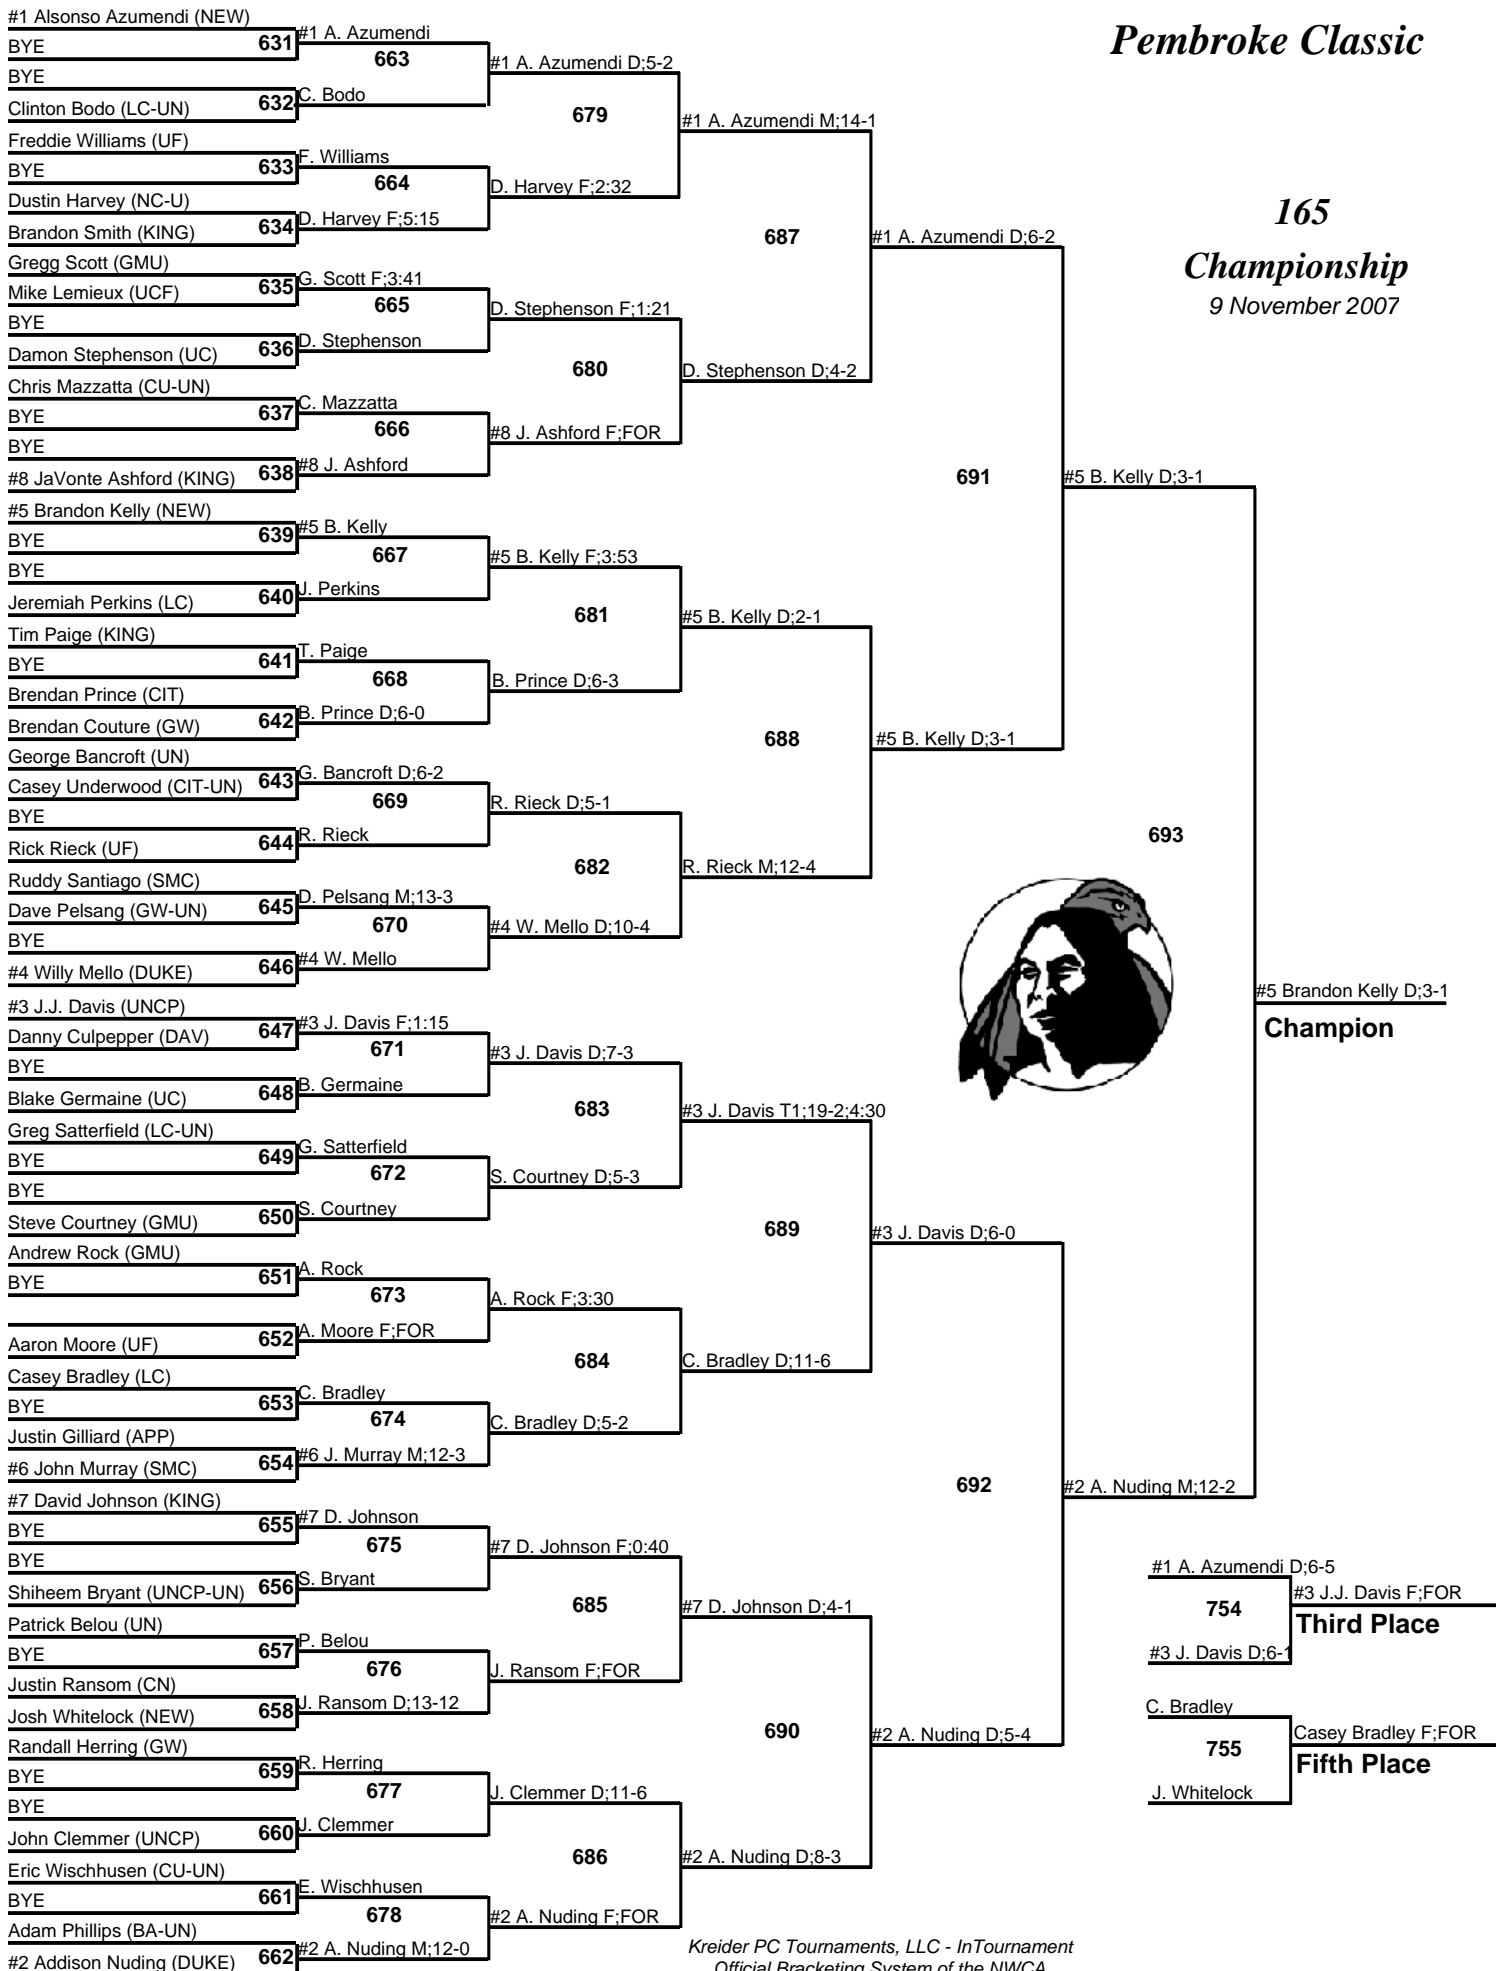 Pembroke Classic
165
Championship
9 November 2007
#1 Alsonso Azumendi (NEW)
BYE
631
BYE
Clinton Bodo (LC-UN)
632
Freddie Williams (UF)
BYE
633
Dustin Harvey (NC-U)
Brandon Smith (KING)
634
Gregg Scott (GMU)
Mike Lemieux (UCF)
635
BYE
Damon Stephenson (UC)
636
Chris Mazzatta (CU-UN)
BYE
637
BYE
#8 JaVonte Ashford (KING)
638
#5 Brandon Kelly (NEW)
BYE
639
BYE
Jeremiah Perkins (LC)
640
Tim Paige (KING)
BYE
641
Brendan Prince (CIT)
Brendan Couture (GW)
642
George Bancroft (UN)
Casey Underwood (CIT-UN)
643
BYE
Rick Rieck (UF)
644
Ruddy Santiago (SMC)
Dave Pelsang (GW-UN)
645
BYE
#4 Willy Mello (DUKE)
646
#3 J.J. Davis (UNCP)
Danny Culpepper (DAV)
647
BYE
Blake Germaine (UC)
648
Greg Satterfield (LC-UN)
BYE
649
BYE
Steve Courtney (GMU)
650
Andrew Rock (GMU)
BYE
651
Aaron Moore (UF)
652
Casey Bradley (LC)
BYE
653
Justin Gilliard (APP)
#6 John Murray (SMC)
654
#7 David Johnson (KING)
BYE
655
BYE
Shiheem Bryant (UNCP-UN)
656
Patrick Belou (UN)
BYE
657
Justin Ransom (CN)
Josh Whitelock (NEW)
658
Randall Herring (GW)
BYE
659
BYE
John Clemmer (UNCP)
660
Eric Wischhusen (CU-UN)
BYE
661
Adam Phillips (BA-UN)
#2 Addison Nuding (DUKE)
662
#1 A. Azumendi
663
C. Bodo
F. Williams
664
D. Harvey F;5:15
G. Scott F;3:41
665
D. Stephenson
C. Mazzatta
666
#8 J. Ashford
#5 B. Kelly
667
J. Perkins
T. Paige
668
B. Prince D;6-0
G. Bancroft D;6-2
669
R. Rieck
D. Pelsang M;13-3
670
#4 W. Mello
#3 J. Davis F;1:15
671
B. Germaine
G. Satterfield
672
S. Courtney
A. Rock
673
A. Moore F;FOR
C. Bradley
674
#6 J. Murray M;12-3
#7 D. Johnson
675
S. Bryant
P. Belou
676
J. Ransom D;13-12
R. Herring
677
J. Clemmer
E. Wischhusen
678
#2 A. Nuding M;12-0
#1 A. Azumendi D;5-2
679
D. Harvey F;2:32
D. Stephenson F;1:21
680
#8 J. Ashford F;FOR
#5 B. Kelly F;3:53
681
B. Prince D;6-3
R. Rieck D;5-1
682
#4 W. Mello D;10-4
#3 J. Davis D;7-3
683
S. Courtney D;5-3
A. Rock F;3:30
684
C. Bradley D;5-2
#7 D. Johnson F;0:40
685
J. Ransom F;FOR
J. Clemmer D;11-6
686
#2 A. Nuding F;FOR
#1 A. Azumendi M;14-1
687
D. Stephenson D;4-2
#5 B. Kelly D;2-1
688
R. Rieck M;12-4
#3 J. Davis T1;19-2;4:30
689
C. Bradley D;11-6
#7 D. Johnson D;4-1
690
#2 A. Nuding D;8-3
#1 A. Azumendi D;6-2
691
#5 B. Kelly D;3-1
#3 J. Davis D;6-0
692
#2 A. Nuding D;5-4
#5 B. Kelly D;3-1
693
#2 A. Nuding M;12-2
#5 Brandon Kelly D;3-1
Champion
#1 A. Azumendi D;6-5
754
#3 J. Davis D;6-1
#3 J.J. Davis F;FOR
Third Place
C. Bradley
755
J. Whitelock
Casey Bradley F;FOR
Fifth Place
Kreider PC Tournaments, LLC - InTournament
Official Bracketing System of the NWCA